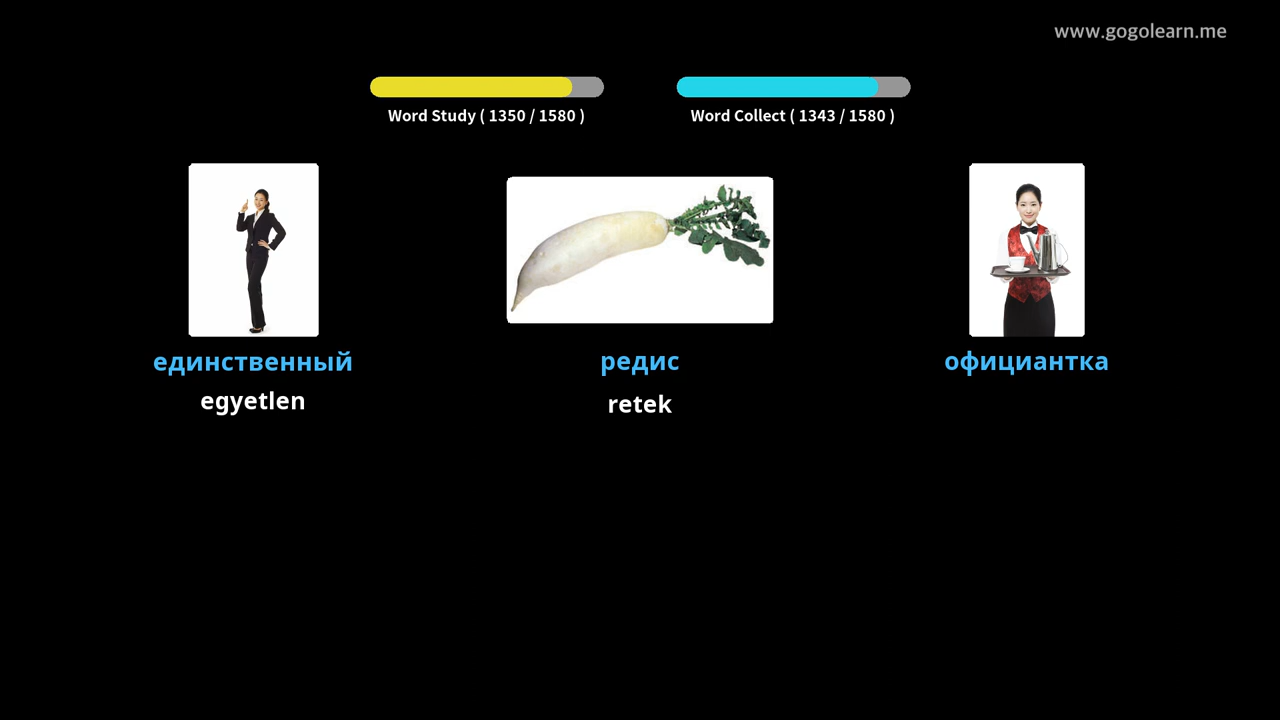 www.gogolearn.me
Word Study ( 1350 / 1580 )
Word Collect ( 1343 / 1580 )
единственный
редис
официантка
egyetlen
retek